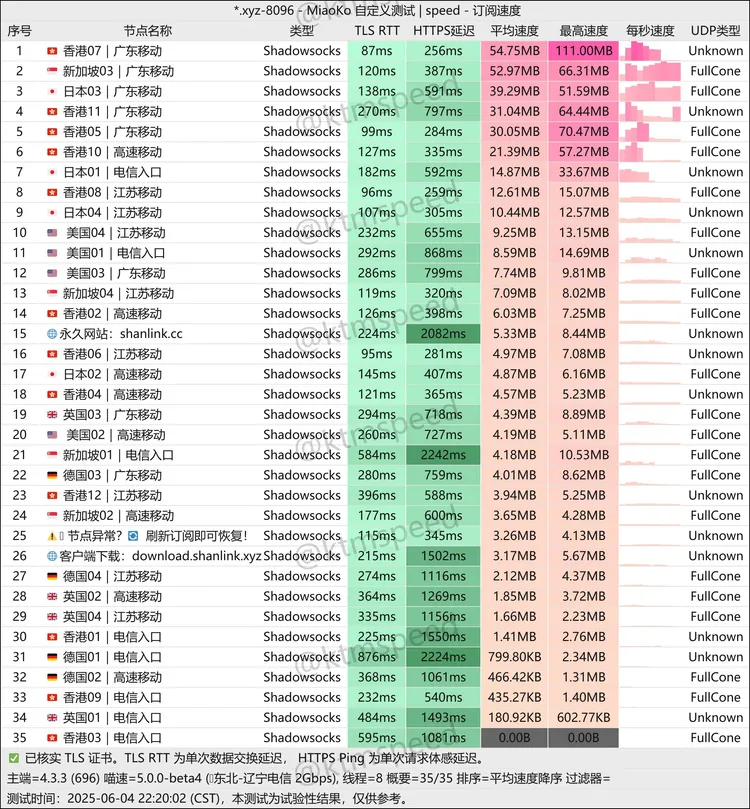 *.xyz-8096 - MiaoKo 自定义测试 | speed - 订阅速度
序号 节点名称 类型 TLS RTT HTTPS延迟 平均速度 最高速度 每秒速度 UDP类型
1 香港07 | 广东移动 Shadowsocks 87ms 256ms 54.75MB 111.00MB Unknown
2 新加坡03 | 广东移动 Shadowsocks 120ms 387ms 52.97MB 66.31MB FullCone
3 日本03 | 广东移动 Shadowsocks 138ms 591ms 39.29MB 51.59MB FullCone
4 香港11 | 广东移动 Shadowsocks 270ms 797ms 31.04MB 64.44MB Unknown
5 香港05 | 广东移动 Shadowsocks 99ms 284ms 30.05MB 70.47MB FullCone
6 香港10 | 高速移动 Shadowsocks 127ms 335ms 21.39MB 57.27MB FullCone
7 日本01 | 电信入口 Shadowsocks 182ms 592ms 14.87MB 33.67MB Unknown
8 香港08 | 江苏移动 Shadowsocks 96ms 259ms 12.61MB 15.07MB FullCone
9 日本04 | 江苏移动 Shadowsocks 107ms 305ms 10.44MB 12.57MB Unknown
10 美国04 | 江苏移动 Shadowsocks 232ms 655ms 9.25MB 13.15MB FullCone
11 美国01 | 电信入口 Shadowsocks 292ms 868ms 8.59MB 14.69MB Unknown
12 美国03 | 广东移动 Shadowsocks 286ms 799ms 7.74MB 9.81MB FullCone
13 新加坡04 | 江苏移动 Shadowsocks 119ms 320ms 7.09MB 8.02MB FullCone
14 香港02 | 高速移动 Shadowsocks 126ms 398ms 6.03MB 7.25MB FullCone
15 永久网站：shanlink.cc Shadowsocks 224ms 2082ms 5.33MB 8.44MB Unknown
16 香港06 | 江苏移动 Shadowsocks 95ms 281ms 4.97MB 7.08MB FullCone
17 日本02 | 高速移动 Shadowsocks 145ms 407ms 4.87MB 6.16MB FullCone
18 香港04 | 高速移动 Shadowsocks 121ms 365ms 4.57MB 5.23MB Unknown
19 英国03 | 广东移动 Shadowsocks 294ms 718ms 4.39MB 8.89MB FullCone
20 美国02 | 高速移动 Shadowsocks 260ms 727ms 4.19MB 5.11MB FullCone
21 新加坡01 | 电信入口 Shadowsocks 584ms 2242ms 4.18MB 10.53MB FullCone
22 德国03 | 广东移动 Shadowsocks 280ms 759ms 4.01MB 8.62MB FullCone
23 香港12 | 江苏移动 Shadowsocks 396ms 588ms 3.94MB 5.25MB Unknown
24 新加坡02 | 高速移动 Shadowsocks 177ms 600ms 3.65MB 4.28MB FullCone
25 节点异常？ 刷新订阅即可恢复！ Shadowsocks 115ms 345ms 3.26MB 4.13MB Unknown
26 客户端下载：download.shanlink.xyz Shadowsocks 215ms 1502ms 3.17MB 5.67MB Unknown
27 德国04 | 江苏移动 Shadowsocks 274ms 1116ms 2.12MB 4.37MB FullCone
28 英国02 | 高速移动 Shadowsocks 364ms 1269ms 1.85MB 3.72MB FullCone
29 英国04 | 江苏移动 Shadowsocks 335ms 1156ms 1.66MB 2.23MB FullCone
30 香港01 | 电信入口 Shadowsocks 225ms 1550ms 1.41MB 2.76MB Unknown
31 德国01 | 电信入口 Shadowsocks 876ms 2224ms 799.80KB 2.34MB Unknown
32 德国02 | 高速移动 Shadowsocks 368ms 1061ms 466.42KB 1.31MB FullCone
33 香港09 | 电信入口 Shadowsocks 232ms 540ms 435.27KB 1.40MB FullCone
34 英国01 | 电信入口 Shadowsocks 484ms 1493ms 180.92KB 602.77KB Unknown
35 香港03 | 电信入口 Shadowsocks 595ms 1081ms 0.00B 0.00B FullCone
已核实 TLS 证书。TLS RTT 为单次数据交换延迟， HTTPS Ping 为单次请求体感延迟。
主端=4.3.3 (696) 喵速=5.0.0-beta4 (东北-辽宁电信 2Gbps), 线程=8 概要=35/35 排序=平均速度降序 过滤器=
测试时间：2025-06-04 22:20:02 (CST)，本测试为试验性结果，仅供参考。
@ktmspeed
@ktmspeed
@ktmspeed
@ktmspeed
@ktmspeed
@ktmspeed